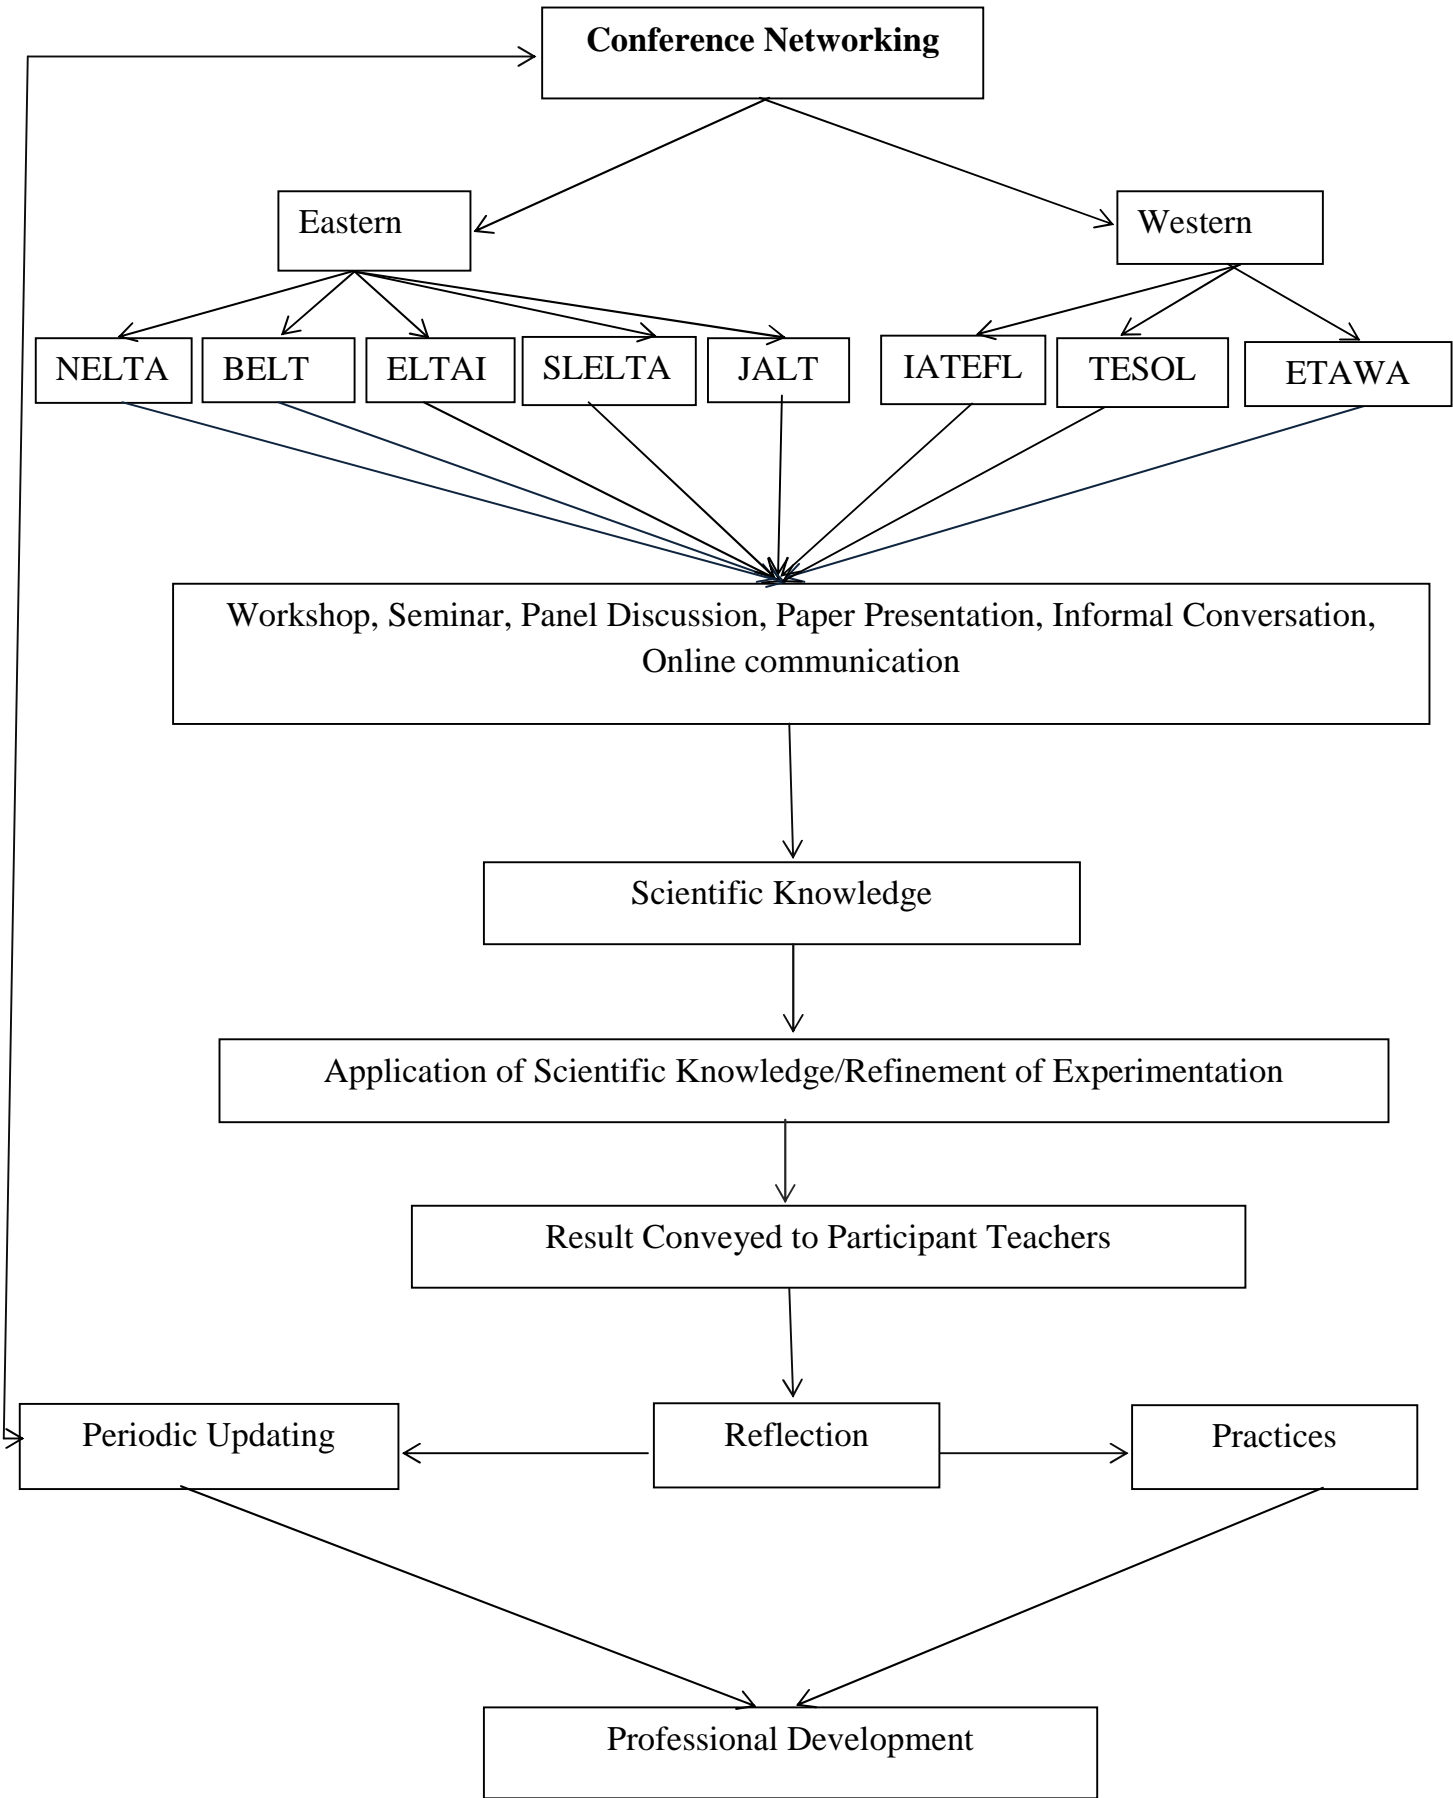 Conference Networking
Eastern
Western
NELTA
BELT
ELTAI
SLELTA
JALT
IATEFL
TESOL
ETAWA
Workshop, Seminar, Panel Discussion, Paper Presentation, Informal Conversation,
Online communication
Scientific Knowledge
Application of Scientific Knowledge/Refinement of Experimentation
Result Conveyed to Participant Teachers
Periodic Updating
Reflection
Practices
Professional Development